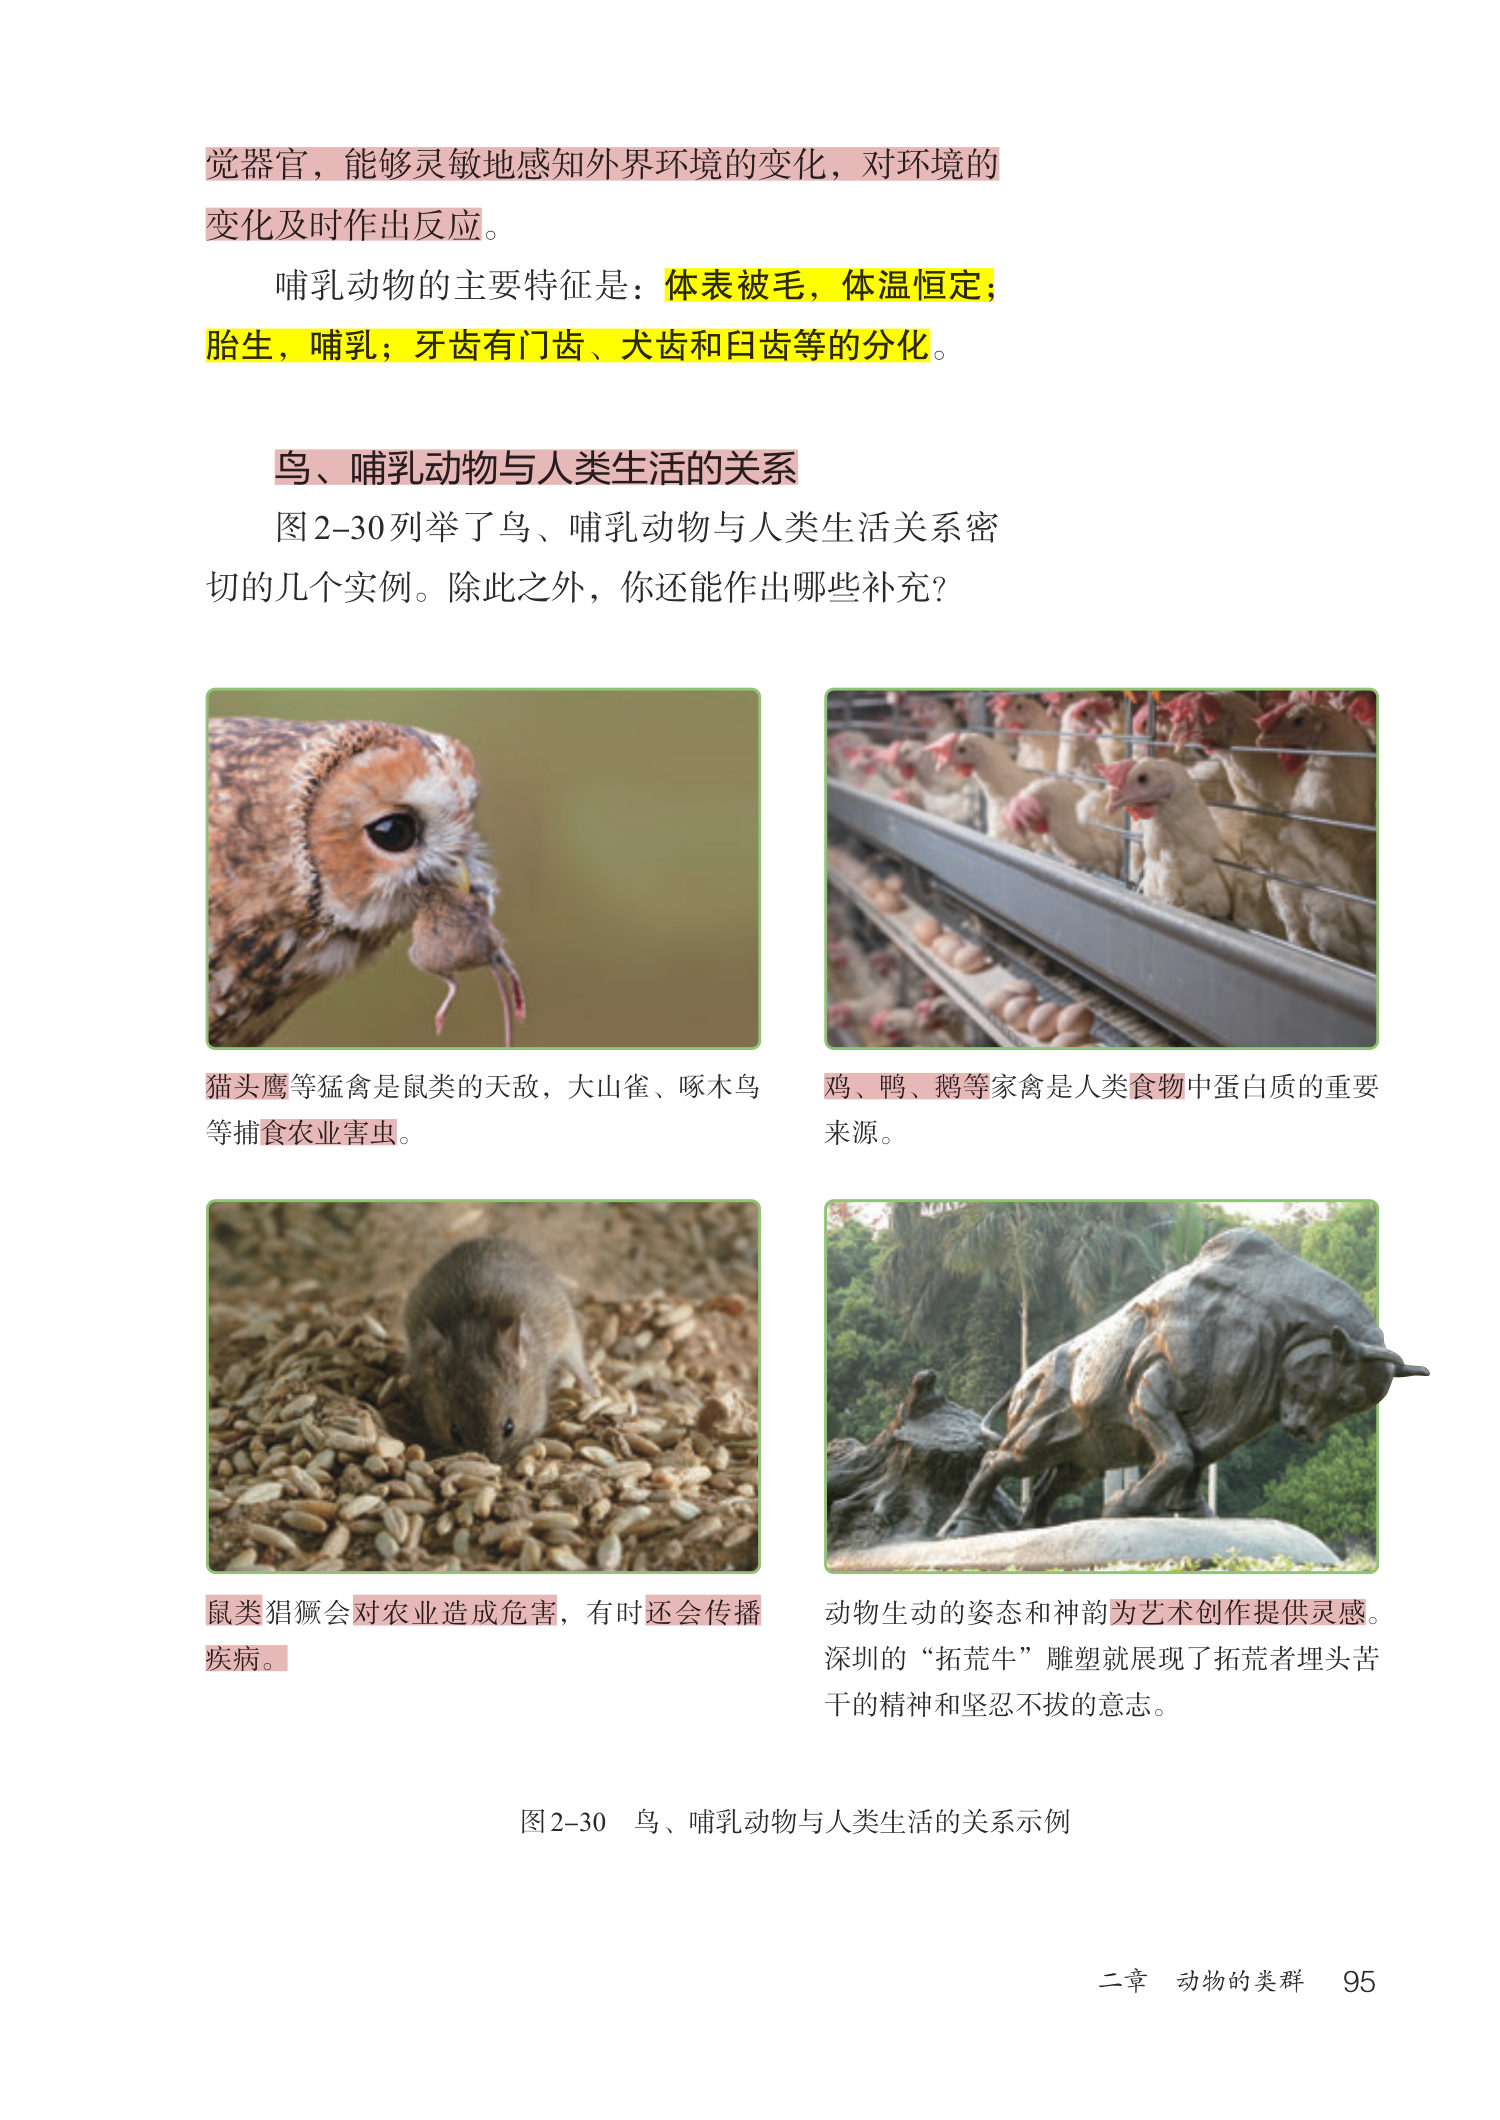 觉器官，能够灵敏地感知外界环境的变化，对环境的
变化及时作出反应。
哺乳动物的主要特征是：体表被毛，体温恒定；
胎生，哺乳；牙齿有门齿、犬齿和臼齿等的分化。
鸟、哺乳动物与人类生活的关系
图2-30列举了鸟、哺乳动物与人类生活关系密
切的几个实例。除此之外，你还能作出哪些补充？
猫头鹰等猛禽是鼠类的天敌，大山雀、啄木鸟
等捕食农业害虫。
鸡、鸭、鹅等家禽是人类食物中蛋白质的重要
来源。
鼠类猖獗会对农业造成危害，有时还会传播
疾病。
动物生动的姿态和神韵为艺术创作提供灵感。
深圳的“拓荒牛”雕塑就展现了拓荒者埋头苦
干的精神和坚忍不拔的意志。
图2-30　鸟、哺乳动物与人类生活的关系示例
二章　动物的类群　95